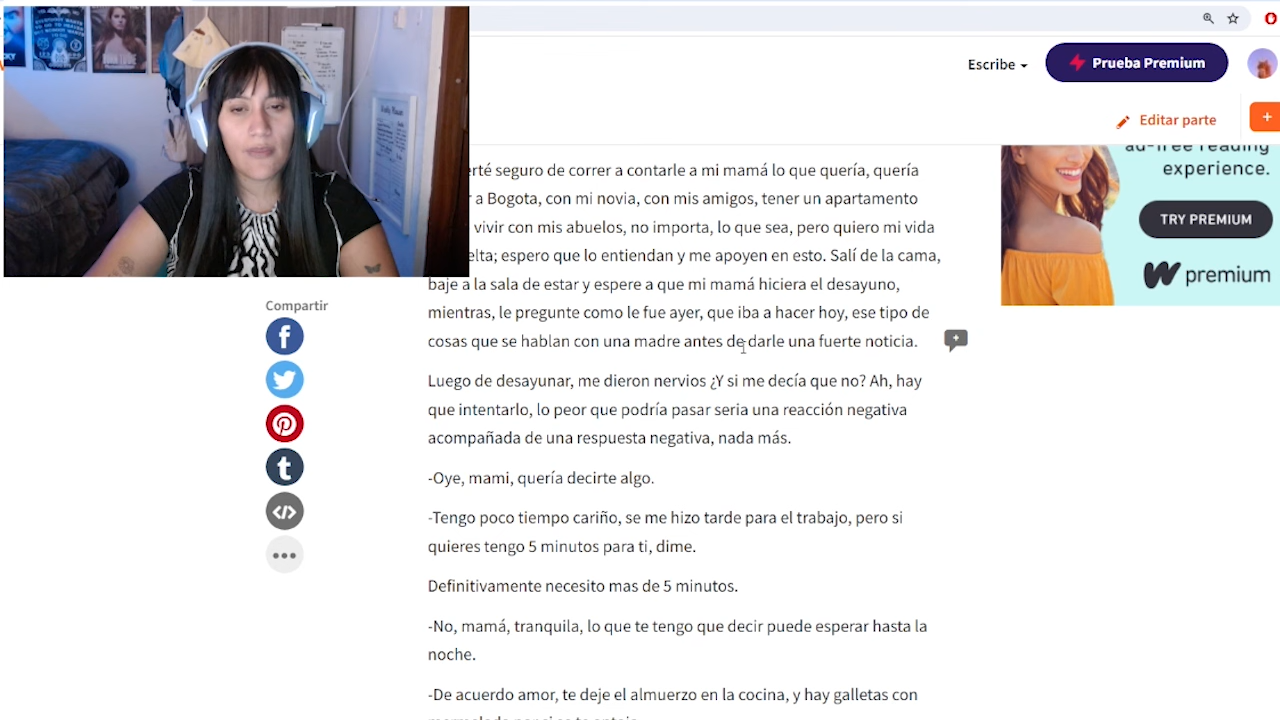 Escribe
Prueba Premium
Editar parte
+
ad-free reading
experience.
TRY PREMIUM
premium
seguro de correr a contarle a mi mamá lo que quería, quería
a Bogota, con mi novia, con mis amigos, tener un apartamento
vivir con mis abuelos, no importa, lo que sea, pero quiero mi vida
espero que lo entiendan y me apoyen en esto. Salí de la cama,
baje a la sala de estar y espere a que mi mamá hiciera el desayuno,
mientras, le pregunte como le fue ayer, que iba a hacer hoy, ese tipo de
cosas que se hablan con una madre antes de darle una fuerte noticia.
Compartir
Luego de desayunar, me dieron nervios ¿Y si me decía que no? Ah, hay
que intentarlo, lo peor que podría pasar seria una reacción negativa
acompañada de una respuesta negativa, nada más.
-Oye, mami, quería decirte algo.
-Tengo poco tiempo cariño, se me hizo tarde para el trabajo, pero si
quieres tengo 5 minutos para ti, dime.
Definitivamente necesito mas de 5 minutos.
-No, mamá, tranquila, lo que te tengo que decir puede esperar hasta la
noche.
-De acuerdo amor, te deje el almuerzo en la cocina, y hay galletas con